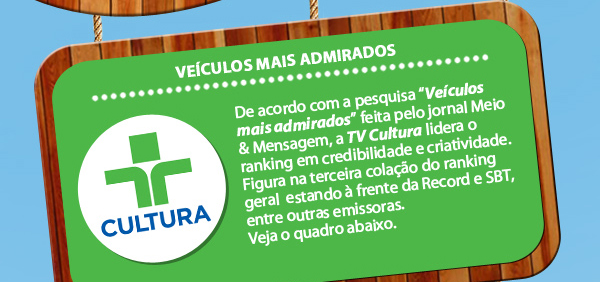 VEÍCULOS MAIS ADMIRADOS
De acordo com a pesquisa "Veículos
mais admirados" feita pelo jornal Meio
& Mensagem, a TV Cultura lidera o
ranking em credibilidade e criatividade.
Figura na terceira colação do ranking
geral estando à frente da Record e SBT,
entre outras emissoras.
Veja o quadro abaixo.
CULTURA